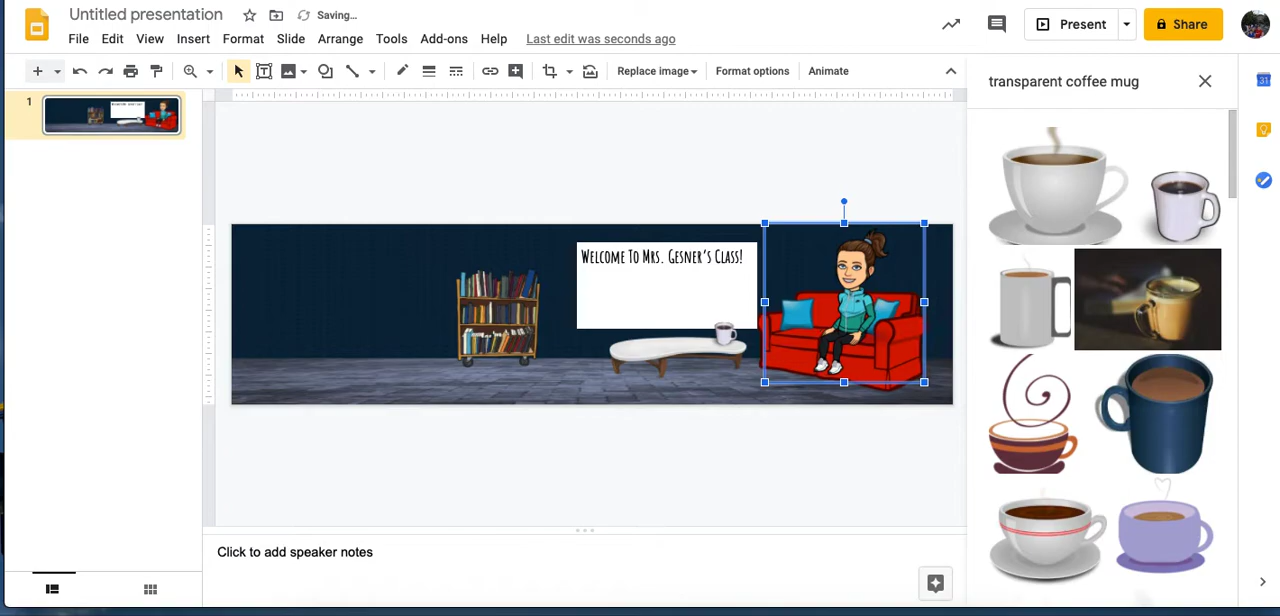 Untitled presentation
Saving...
File Edit View Insert Format Slide Arrange Tools Add-ons Help Last edit was seconds ago
Present
Share
Replace image
Format options
Animate
transparent coffee mug
31
1
WELCOME TO MRS. GESNER'S CLASS!
Click to add speaker notes